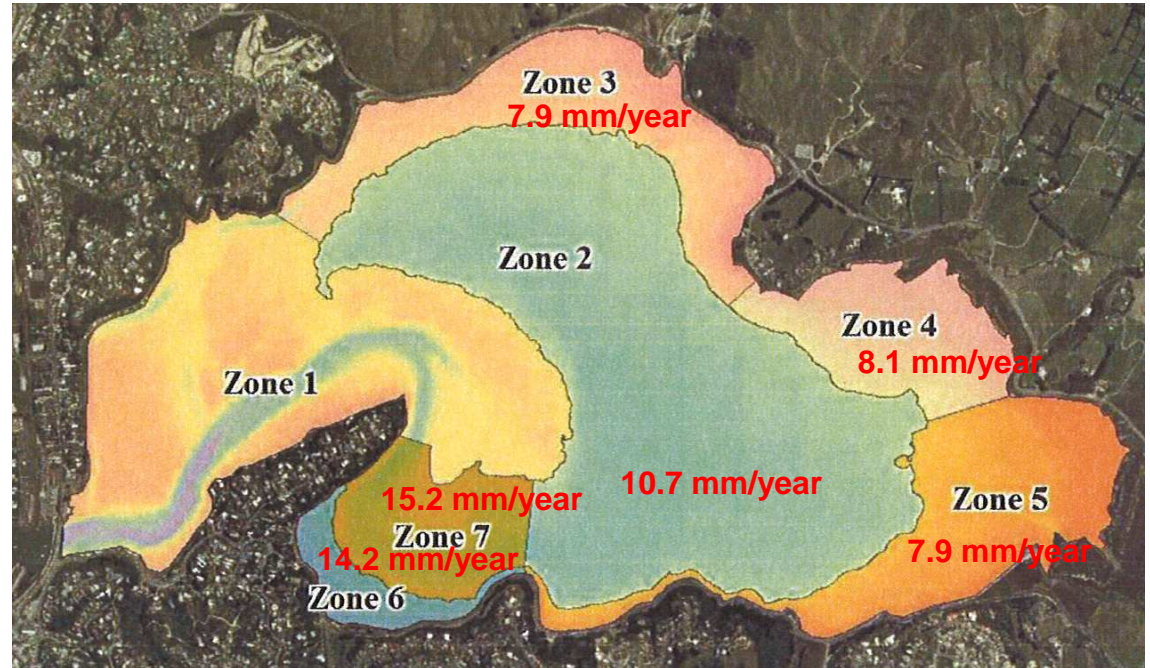 Zone 3
7.9 mm/year
Zone 2
Zone 4
8.1 mm/year
Zone 1
15.2 mm/year
10.7 mm/year
Zone 5
Zone 7
14.2 mm/year
7.9 mm/year
Zone 6